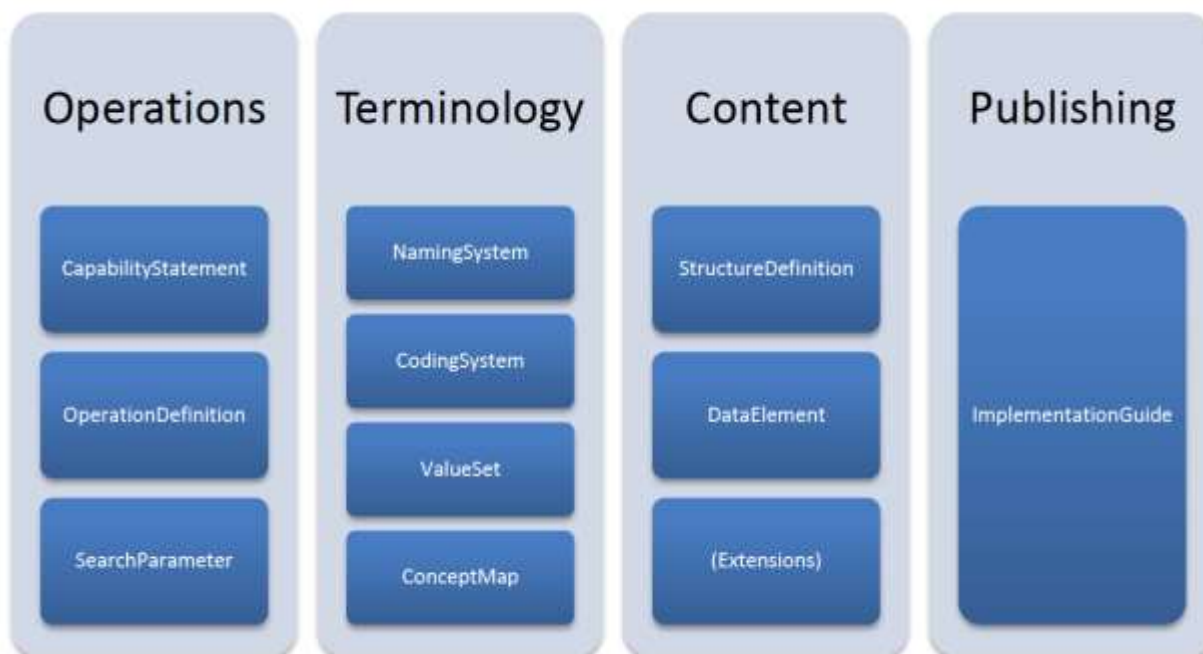 Operations
CapabilityStatement
OperationDefinition
SearchParameter
Terminology
NamingSystem
CodingSystem
ValueSet
ConceptMap
Content
StructureDefinition
DataElement
(Extensions)
Publishing
ImplementationGuide